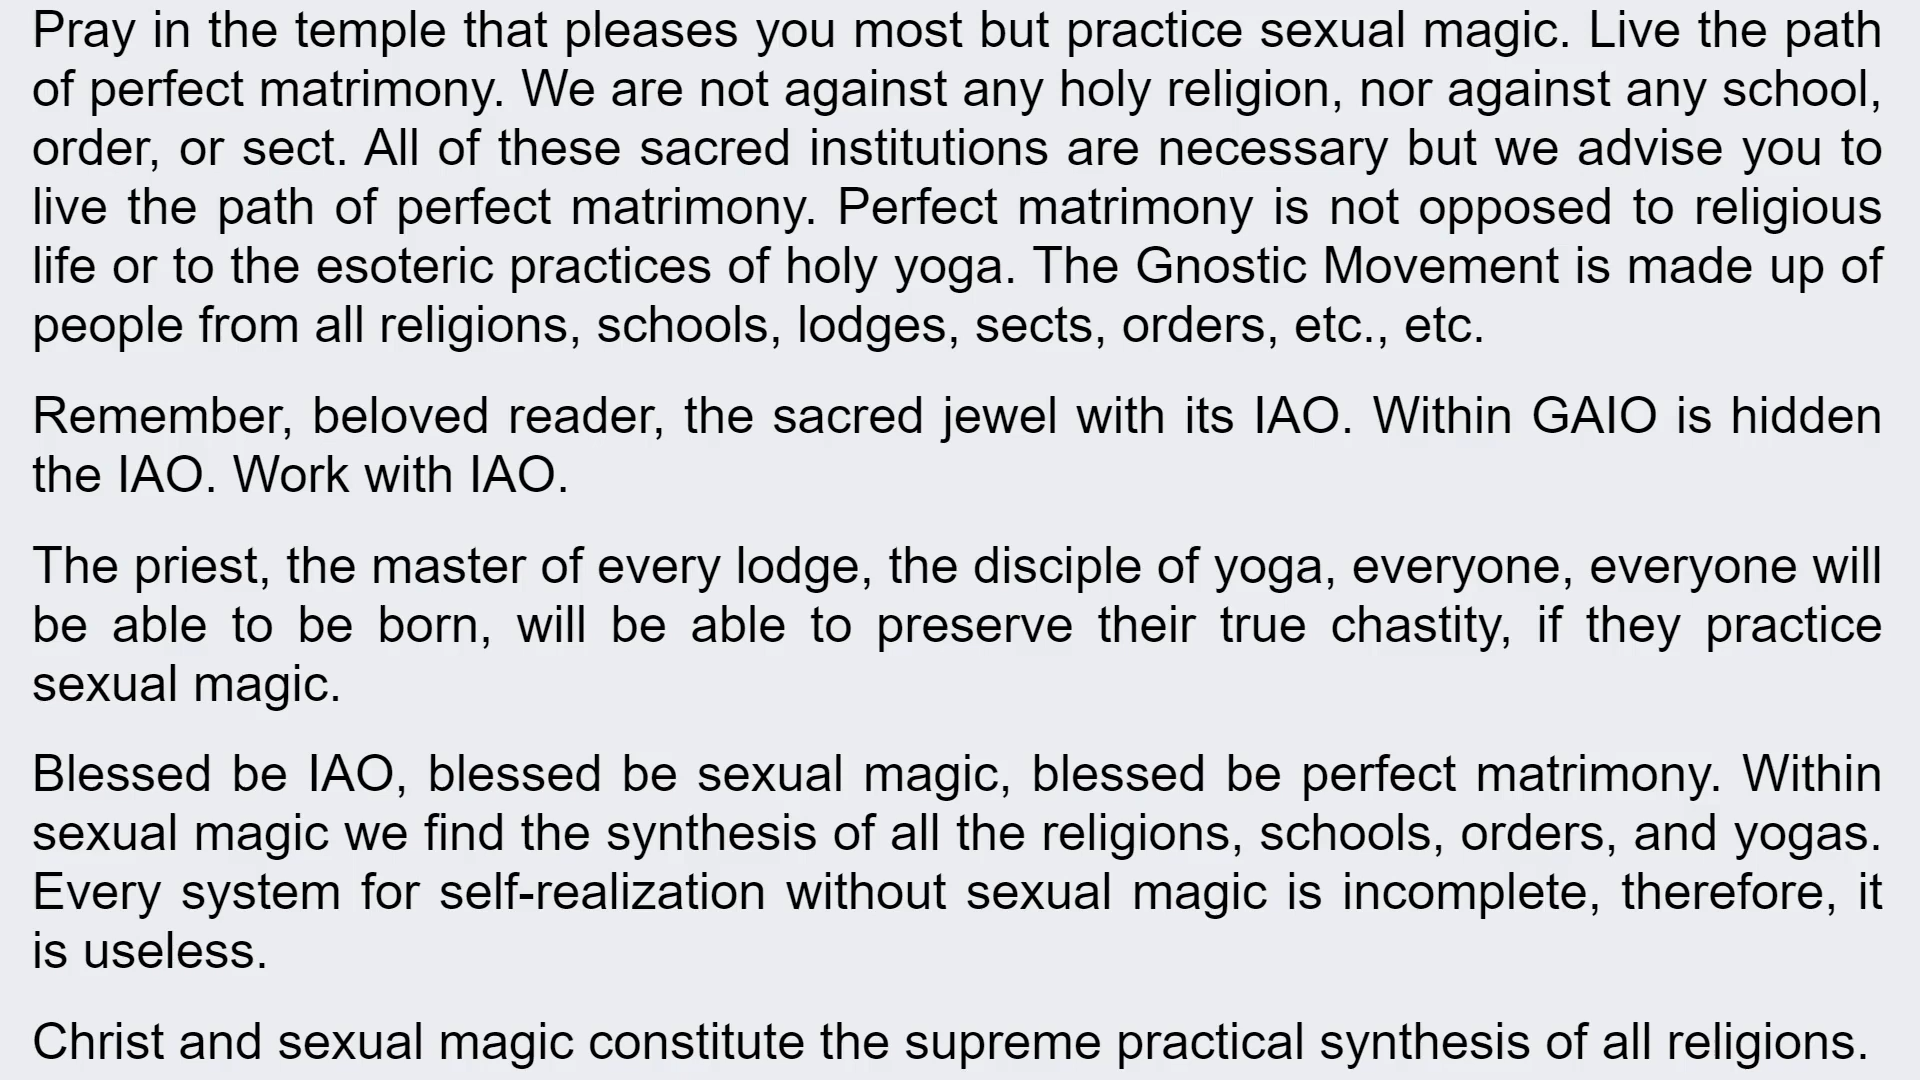 Pray in the temple that pleases you most but practice sexual magic. Live the path
of perfect matrimony. We are not against any holy religion, nor against any school,
order, or sect. All of these sacred institutions are necessary but we advise you to
live the path of perfect matrimony. Perfect matrimony is not opposed to religious
life or to the esoteric practices of holy yoga. The Gnostic Movement is made up of
people from all religions, schools, lodges, sects, orders, etc., etc.
Remember, beloved reader, the sacred jewel with its IAO. Within GAIO is hidden
the IAO. Work with IAO.
The priest, the master of every lodge, the disciple of yoga, everyone, everyone will
be able to be born, will be able to preserve their true chastity, if they practice
sexual magic.
Blessed be IAO, blessed be sexual magic, blessed be perfect matrimony. Within
sexual magic we find the synthesis of all the religions, schools, orders, and yogas.
Every system for self-realization without sexual magic is incomplete, therefore, it
is useless.
Christ and sexual magic constitute the supreme practical synthesis of all religions.